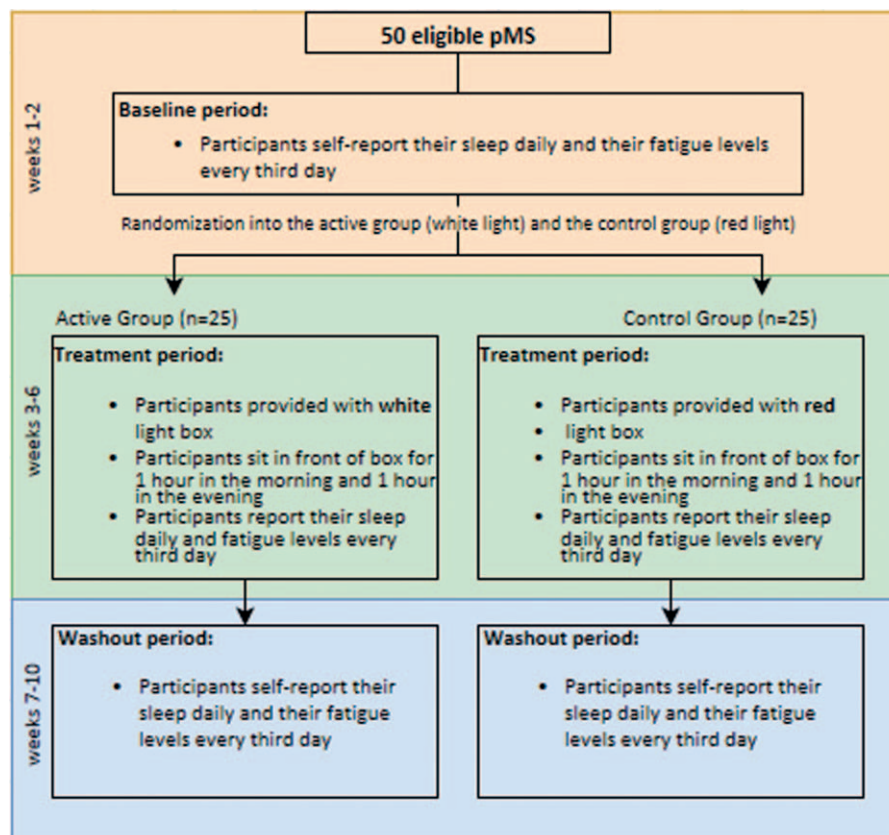 50 eligible pMS
weeks 1-2
Baseline period:
• Participants self-report their sleep daily and their fatigue levels
every third day
Randomization into the active group (white light) and the control group (red light)
weeks 3-6
Active Group (n=25)
Treatment period:
• Participants provided with white
light box
• Participants sit in front of box for
1 hour in the morning and 1 hour
in the evening
• Participants report their sleep
daily and fatigue levels every
third day
Control Group (n=25)
Treatment period:
• Participants provided with red
• light box
• Participants sit in front of box for
1 hour in the morning and 1 hour
in the evening
• Participants report their sleep
daily and fatigue levels every
third day
weeks 7-10
Washout period:
• Participants self-report their
sleep daily and their fatigue
levels every third day
Washout period:
• Participants self-report their
sleep daily and their fatigue
levels every third day